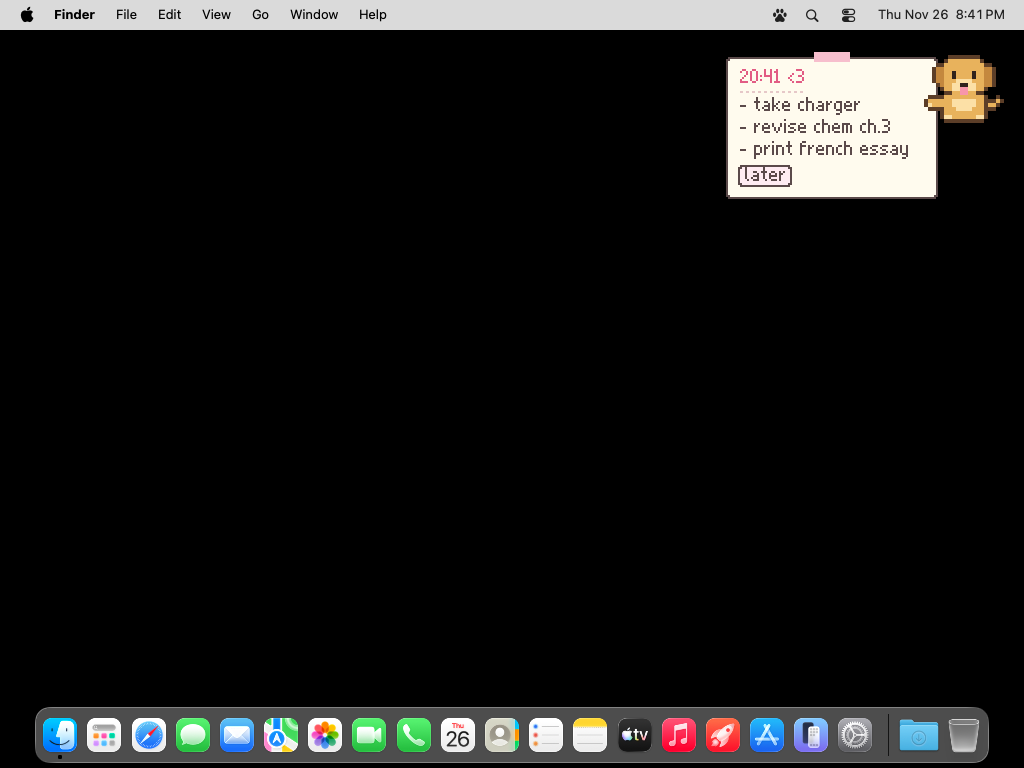 Finder File Edit View Go Window Help Thu Nov 26 8:41 PM
20:41 <3
- take charger
- revise chem ch.3
- print french essay
later
Thu
26
tv